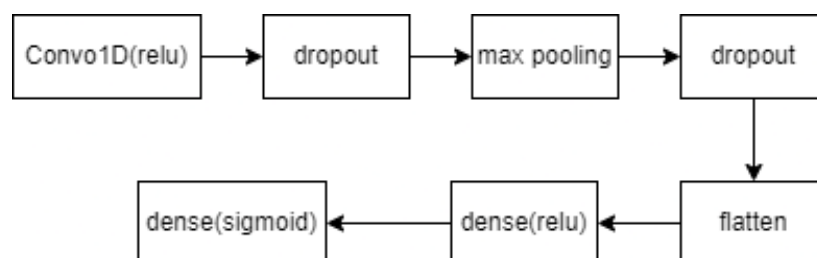 Convo1D(relu)
dropout
max pooling
dropout
dense(sigmoid)
dense(relu)
flatten